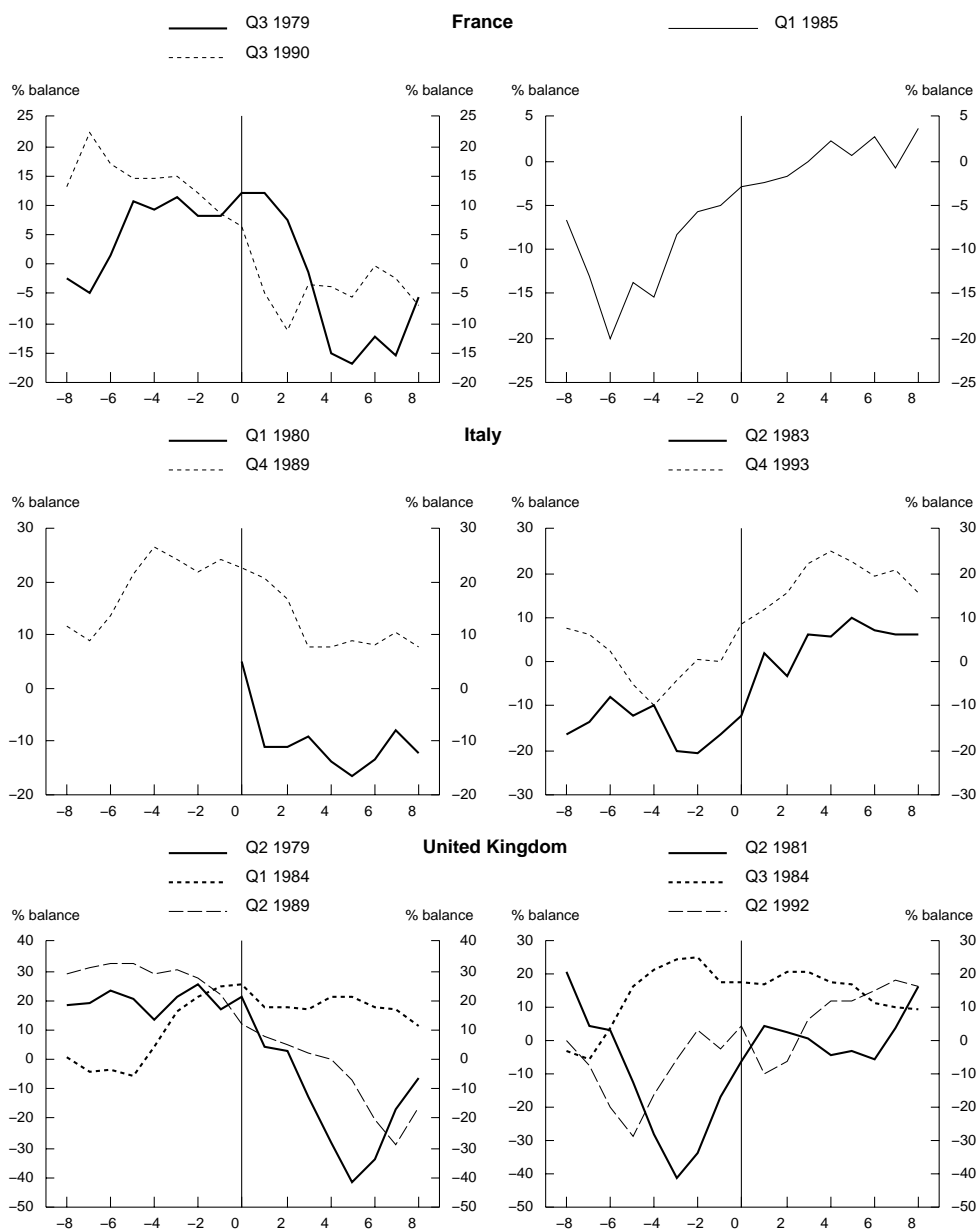 France
Q3 1979
Q3 1990
Q1 1985
% balance % balance % balance % balance
25 25 5 5
20 20 0 0
15 15 –5 –5
10 10 –10 –10
5 5 –15 –15
0 0 –20 –20
–5 –5 –25 –25
–10 –10
–15 –15
–20 –20
–8 –6 –4 –2 0 2 4 6 8 –8 –6 –4 –2 0 2 4 6 8
Italy
Q1 1980 Q2 1983
Q4 1989 Q4 1993
% balance % balance % balance % balance
30 30 30 30
20 20 20 20
10 10 10 10
0 0 0 0
–10 –10 –10 –10
–20 –20 –20 –20
–30 –30
–8 –6 –4 –2 0 2 4 6 8 –8 –6 –4 –2 0 2 4 6 8
United Kingdom
Q2 1979 Q2 1981
Q1 1984 Q3 1984
Q2 1989 Q2 1992
% balance % balance % balance % balance
40 40 30 30
30 30 20 20
20 20 10 10
10 10 0 0
0 0 –10 –10
–10 –10 –20 –20
–20 –20 –30 –30
–30 –30 –40 –40
–40 –40 –50 –50
–50 –50
–8 –6 –4 –2 0 2 4 6 8 –8 –6 –4 –2 0 2 4 6 8